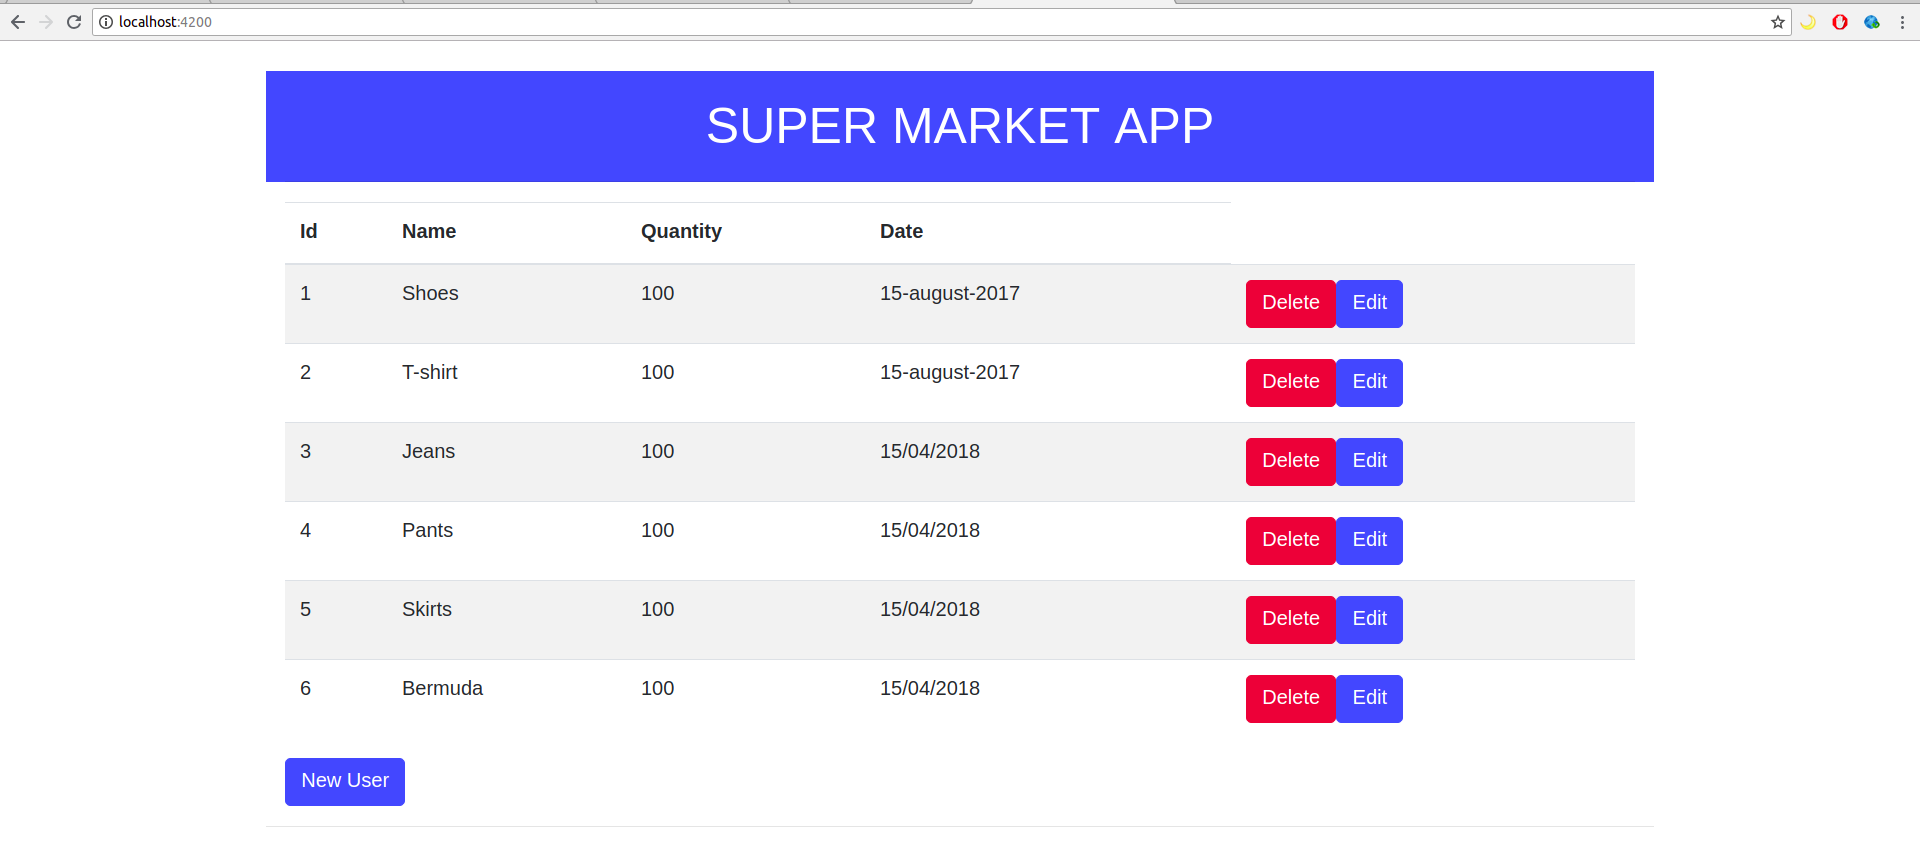 localhost:4200
SUPER MARKET APP
Id Name Quantity Date
1 Shoes 100 15-august-2017 Delete Edit
2 T-shirt 100 15-august-2017 Delete Edit
3 Jeans 100 15/04/2018 Delete Edit
4 Pants 100 15/04/2018 Delete Edit
5 Skirts 100 15/04/2018 Delete Edit
6 Bermuda 100 15/04/2018 Delete Edit
New User